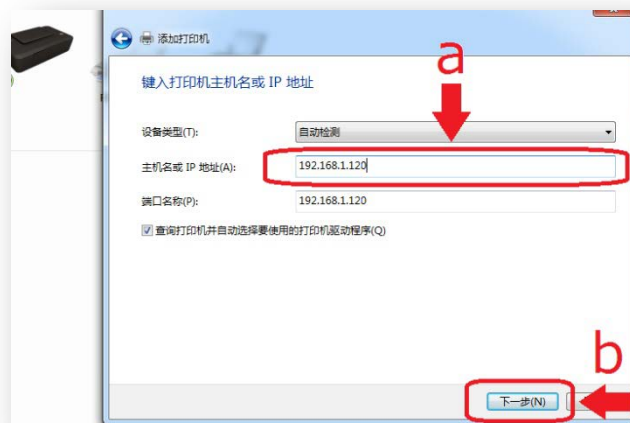 添加打印机
a
键入打印机主机名或 IP 地址
设备类型(T): 自动检测
主机名或 IP 地址(A): 192.168.1.120
端口名称(P): 192.168.1.120
查询打印机并自动选择要使用的打印机驱动程序(Q)
b
下一步(N)